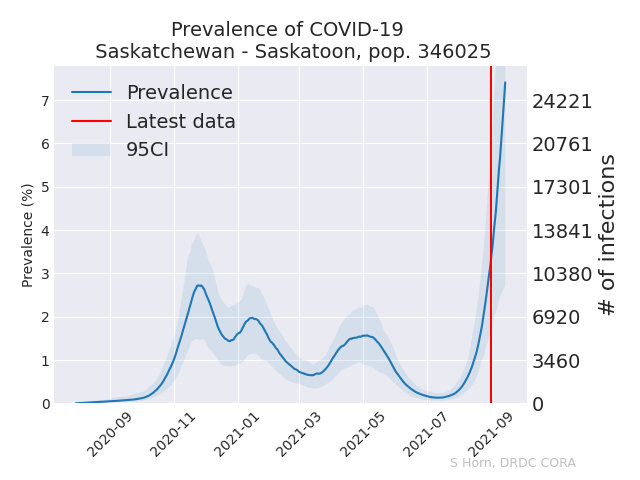 Prevalence of COVID-19
Saskatchewan - Saskatoon, pop. 346025
Prevalence
Latest data
95CI
Prevalence (%)
7
6
5
4
3
2
1
0
24221
20761
17301
13841
10380
6920
3460
0
# of infections
2020-09
2020-11
2021-01
2021-03
2021-05
2021-07
2021-09
S Horn, DRDC CORA